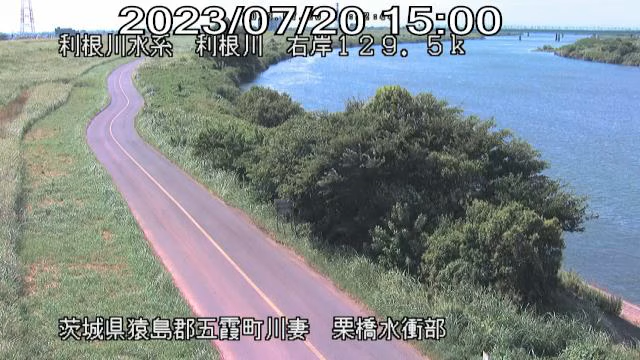 2023/07/20 15:00
利根川水系　利根川　右岸１２９．５ｋ
茨城県猿島郡五霞町川妻　栗橋水衝部